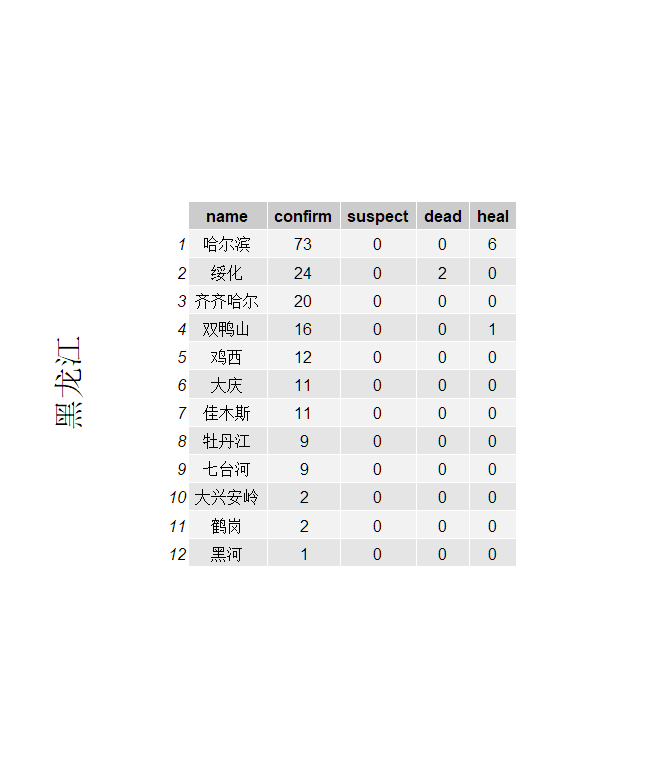 黑龙江
name confirm suspect dead heal
1 哈尔滨 73 0 0 6
2 绥化 24 0 2 0
3 齐齐哈尔 20 0 0 0
4 双鸭山 16 0 0 1
5 鸡西 12 0 0 0
6 大庆 11 0 0 0
7 佳木斯 11 0 0 0
8 牡丹江 9 0 0 0
9 七台河 9 0 0 0
10 大兴安岭 2 0 0 0
11 鹤岗 2 0 0 0
12 黑河 1 0 0 0